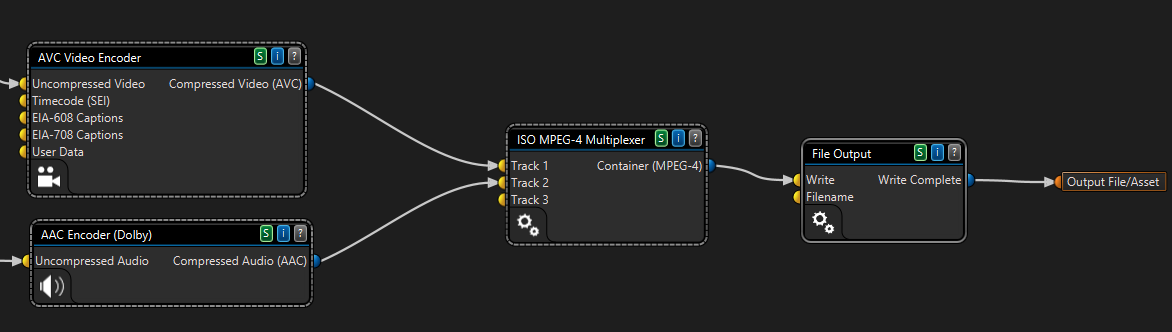 AVC Video Encoder S i ?
Uncompressed Video Compressed Video (AVC)
Timecode (SEI)
EIA-608 Captions
EIA-708 Captions
User Data
AAC Encoder (Dolby) S i ?
Uncompressed Audio Compressed Audio (AAC)
ISO MPEG-4 Multiplexer S i ?
Track 1 Container (MPEG-4)
Track 2
Track 3
File Output S i ?
Write Write Complete
Filename
Output File/Asset